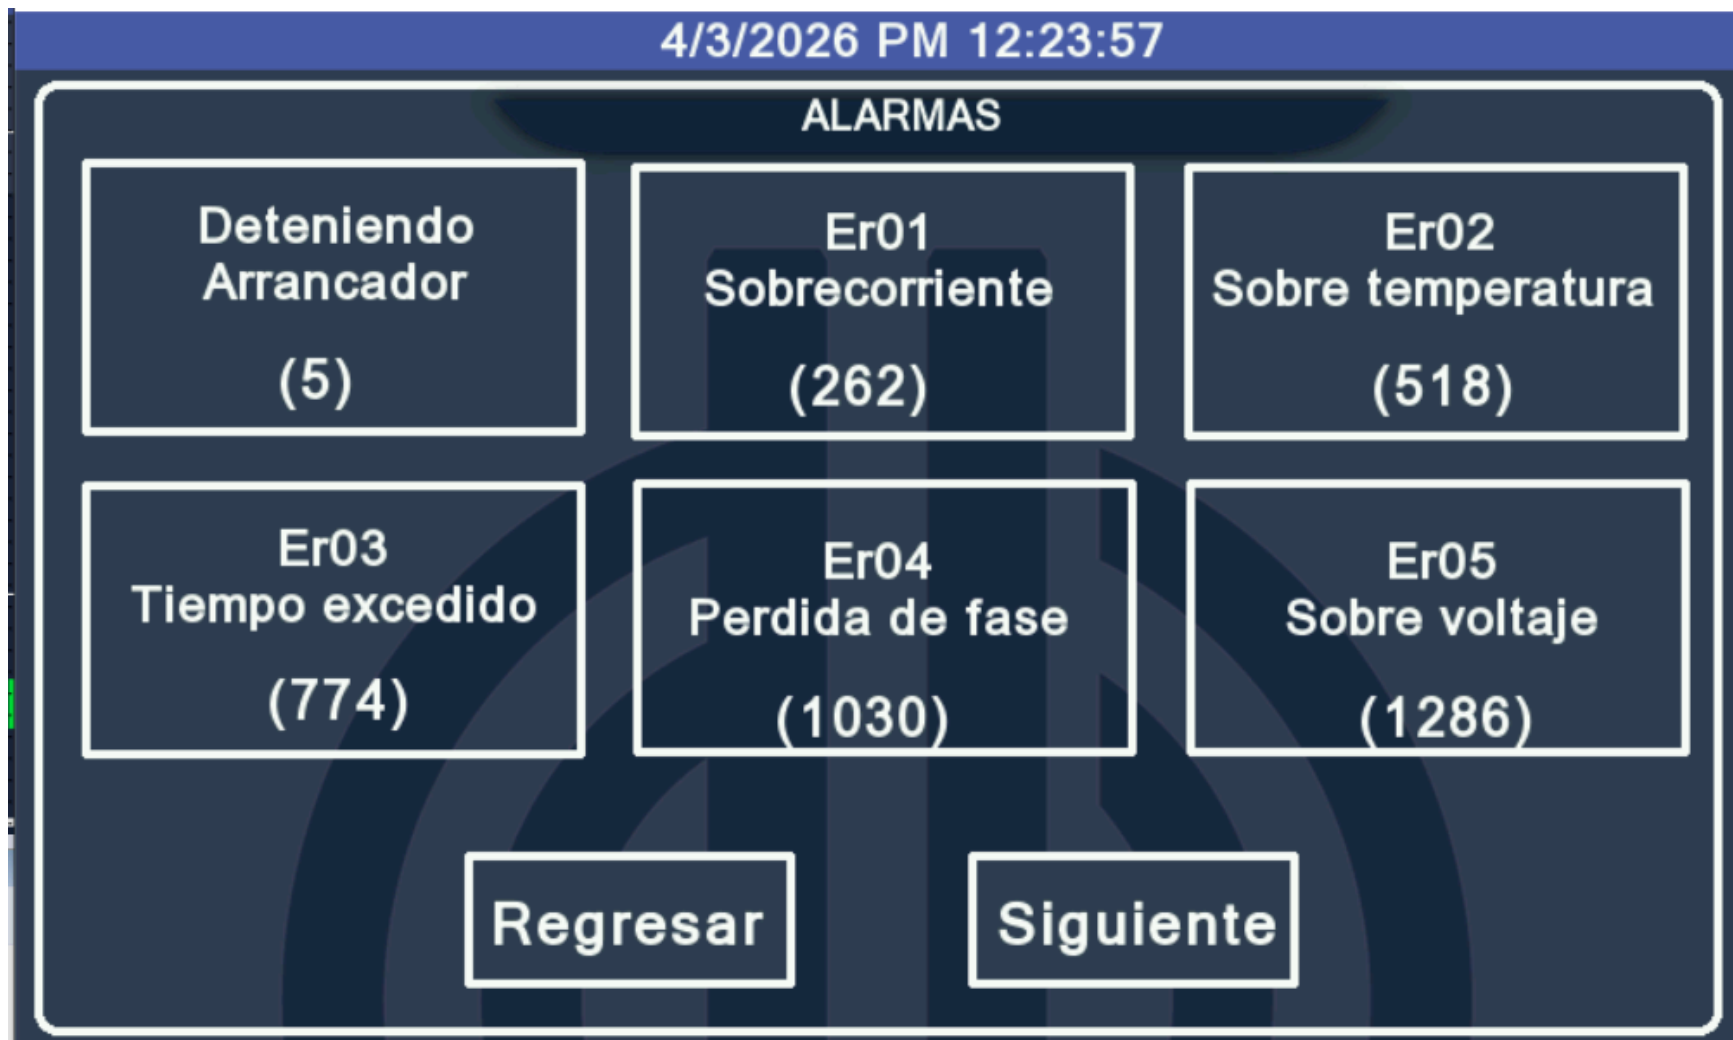 4/3/2026 PM 12:23:57
ALARMAS
Deteniendo
Arrancador
(5)
Er01
Sobrecorriente
(262)
Er02
Sobre temperatura
(518)
Er03
Tiempo excedido
(774)
Er04
Perdida de fase
(1030)
Er05
Sobre voltaje
(1286)
Regresar
Siguiente